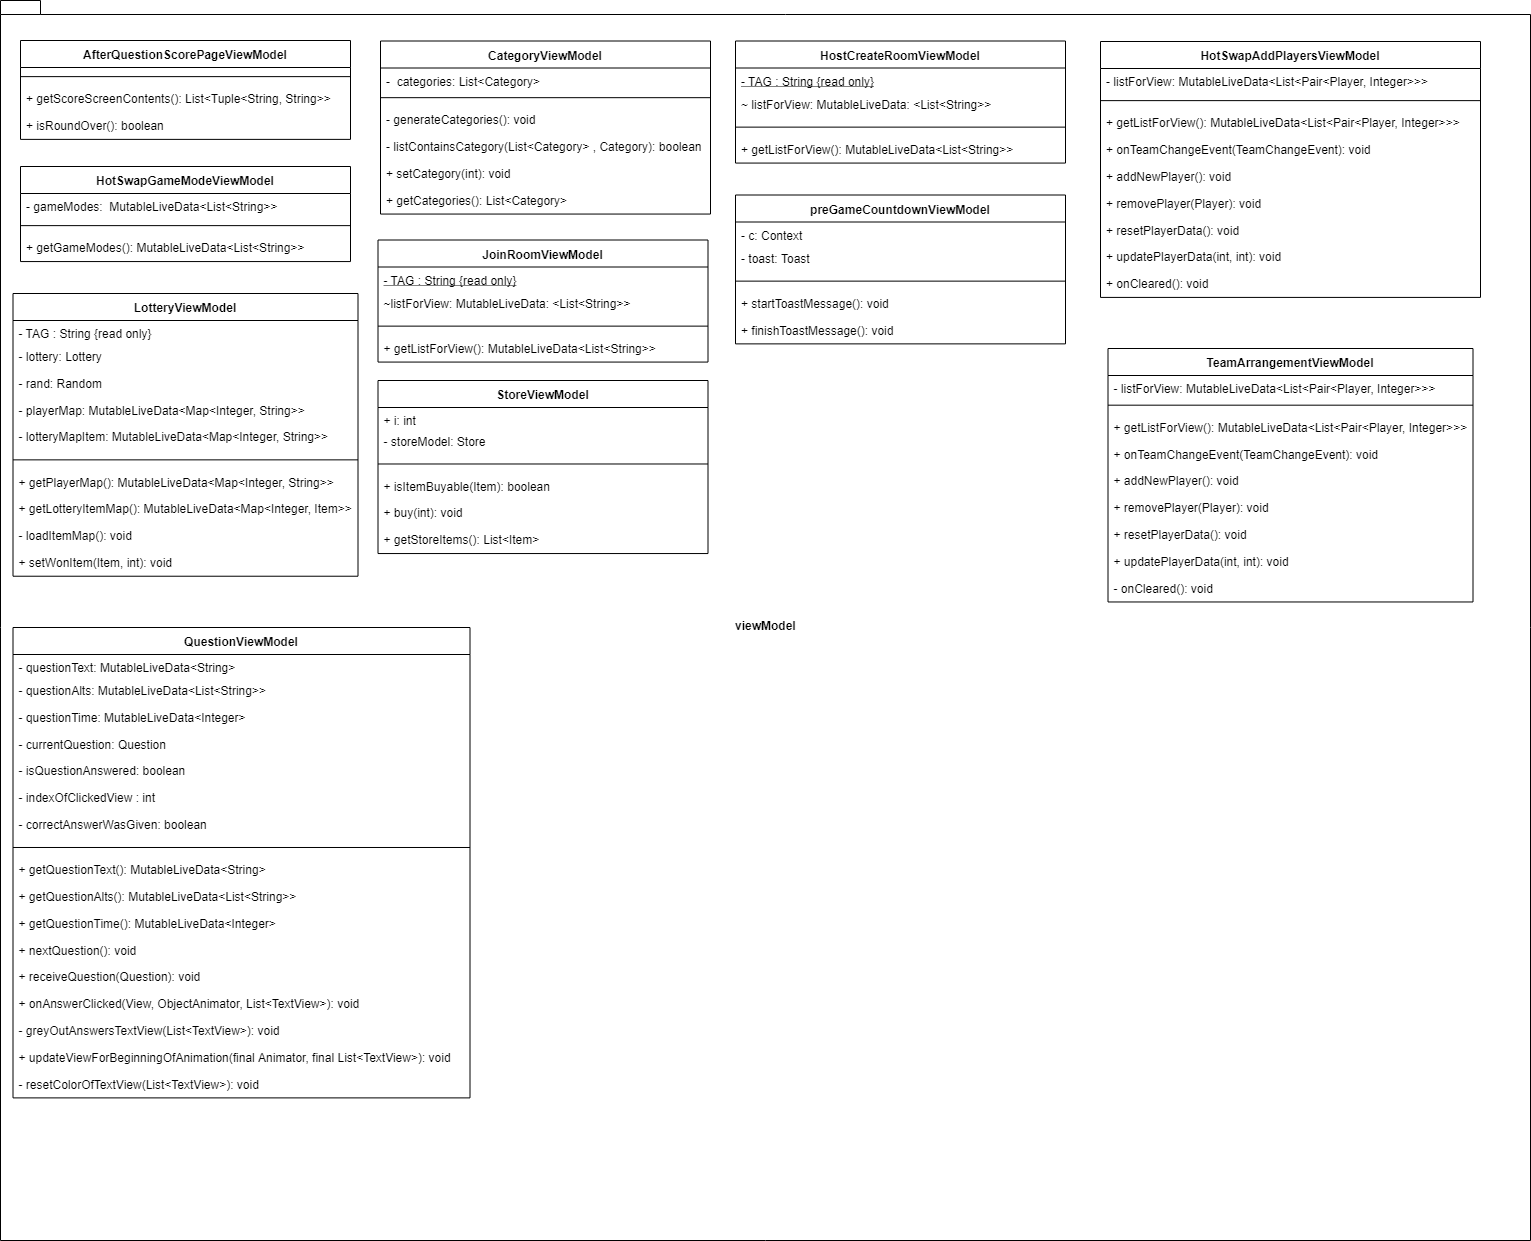 AfterQuestionScorePageViewModel
+ getScoreScreenContents(): List<Tuple<String, String>>
+ isRoundOver(): boolean
HotSwapGameModeViewModel
- gameModes:  MutableLiveData<List<String>>
+ getGameModes(): MutableLiveData<List<String>>
LotteryViewModel
- TAG : String {read only}
- lottery: Lottery
- rand: Random
- playerMap: MutableLiveData<Map<Integer, String>>
- lotteryMapItem: MutableLiveData<Map<Integer, String>>
+ getPlayerMap(): MutableLiveData<Map<Integer, String>>
+ getLotteryItemMap(): MutableLiveData<Map<Integer, Item>>
- loadItemMap(): void
+ setWonItem(Item, int): void
CategoryViewModel
-  categories: List<Category>
- generateCategories(): void
- listContainsCategory(List<Category> , Category): boolean
+ setCategory(int): void
+ getCategories(): List<Category>
JoinRoomViewModel
- TAG : String {read only}
~listForView: MutableLiveData: <List<String>>
+ getListForView(): MutableLiveData<List<String>>
StoreViewModel
+ i: int
- storeModel: Store
+ isItemBuyable(Item): boolean
+ buy(int): void
+ getStoreItems(): List<Item>
HostCreateRoomViewModel
- TAG : String {read only}
~ listForView: MutableLiveData: <List<String>>
+ getListForView(): MutableLiveData<List<String>>
preGameCountdownViewModel
- c: Context
- toast: Toast
+ startToastMessage(): void
+ finishToastMessage(): void
HotSwapAddPlayersViewModel
- listForView: MutableLiveData<List<Pair<Player, Integer>>>
+ getListForView(): MutableLiveData<List<Pair<Player, Integer>>>
+ onTeamChangeEvent(TeamChangeEvent): void
+ addNewPlayer(): void
+ removePlayer(Player): void
+ resetPlayerData(): void
+ updatePlayerData(int, int): void
+ onCleared(): void
TeamArrangementViewModel
- listForView: MutableLiveData<List<Pair<Player, Integer>>>
+ getListForView(): MutableLiveData<List<Pair<Player, Integer>>>
+ onTeamChangeEvent(TeamChangeEvent): void
+ addNewPlayer(): void
+ removePlayer(Player): void
+ resetPlayerData(): void
+ updatePlayerData(int, int): void
- onCleared(): void
viewModel
QuestionViewModel
- questionText: MutableLiveData<String>
- questionAlts: MutableLiveData<List<String>>
- questionTime: MutableLiveData<Integer>
- currentQuestion: Question
- isQuestionAnswered: boolean
- indexOfClickedView : int
- correctAnswerWasGiven: boolean
+ getQuestionText(): MutableLiveData<String>
+ getQuestionAlts(): MutableLiveData<List<String>>
+ getQuestionTime(): MutableLiveData<Integer>
+ nextQuestion(): void
+ receiveQuestion(Question): void
+ onAnswerClicked(View, ObjectAnimator, List<TextView>): void
- greyOutAnswersTextView(List<TextView>): void
+ updateViewForBeginningOfAnimation(final Animator, final List<TextView>): void
- resetColorOfTextView(List<TextView>): void